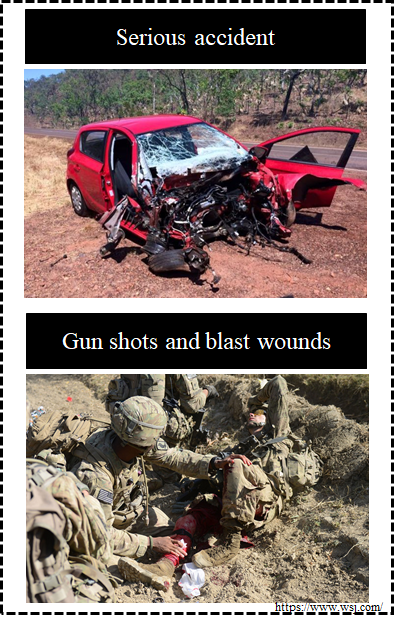 Serious accident
Gun shots and blast wounds
https://www.wsj.com/